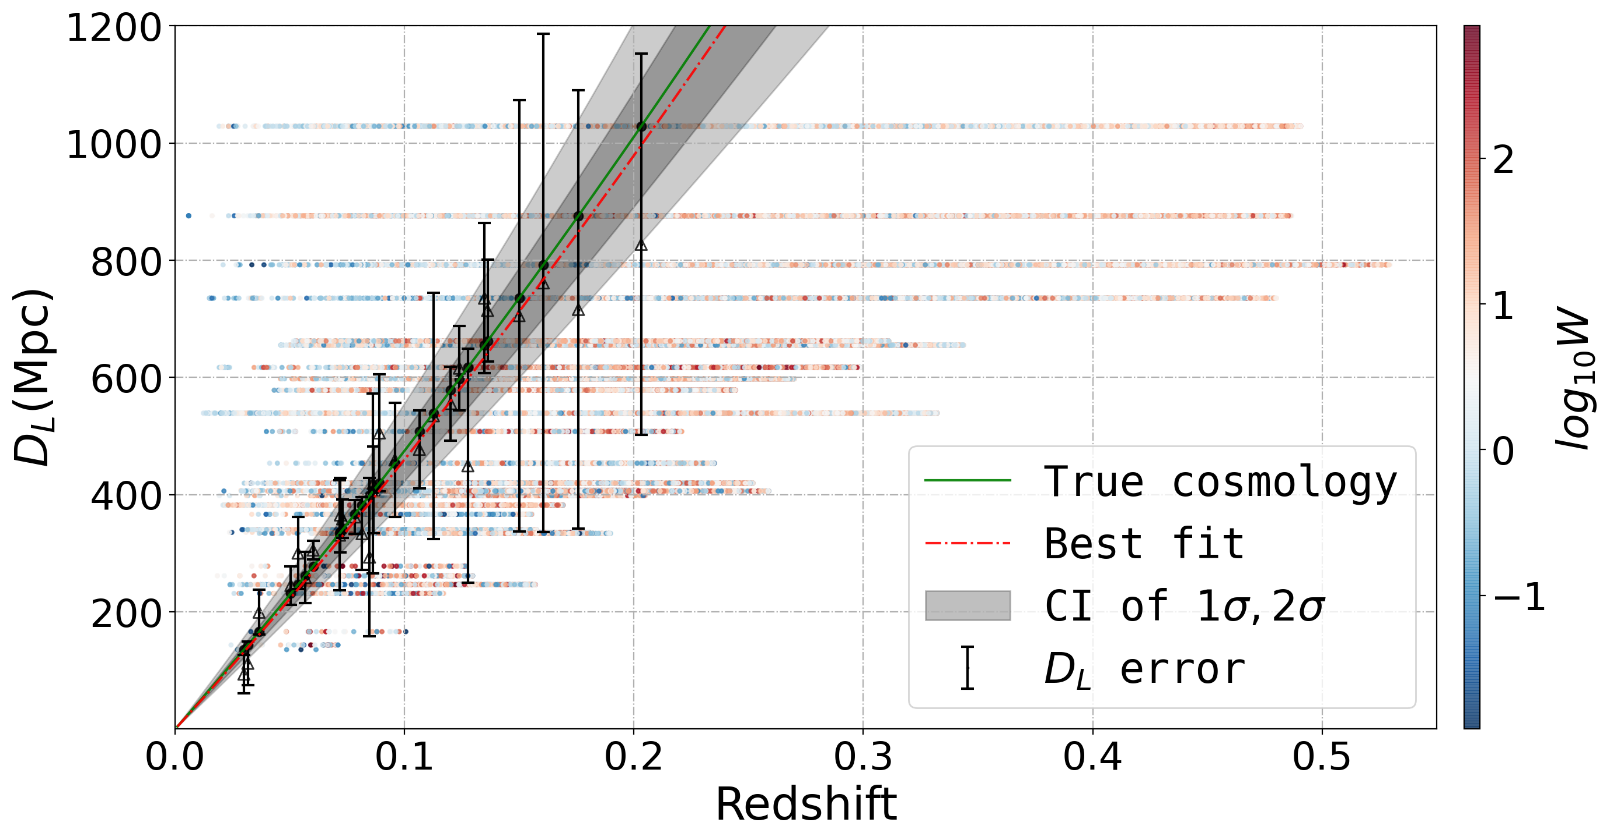 1200
1000
800
600
400
200
D_L(Mpc)
0.0 0.1 0.2 0.3 0.4 0.5
Redshift
True cosmology
Best fit
CI of 1σ,2σ
D_L error
2
1
0
−1
log₁₀W